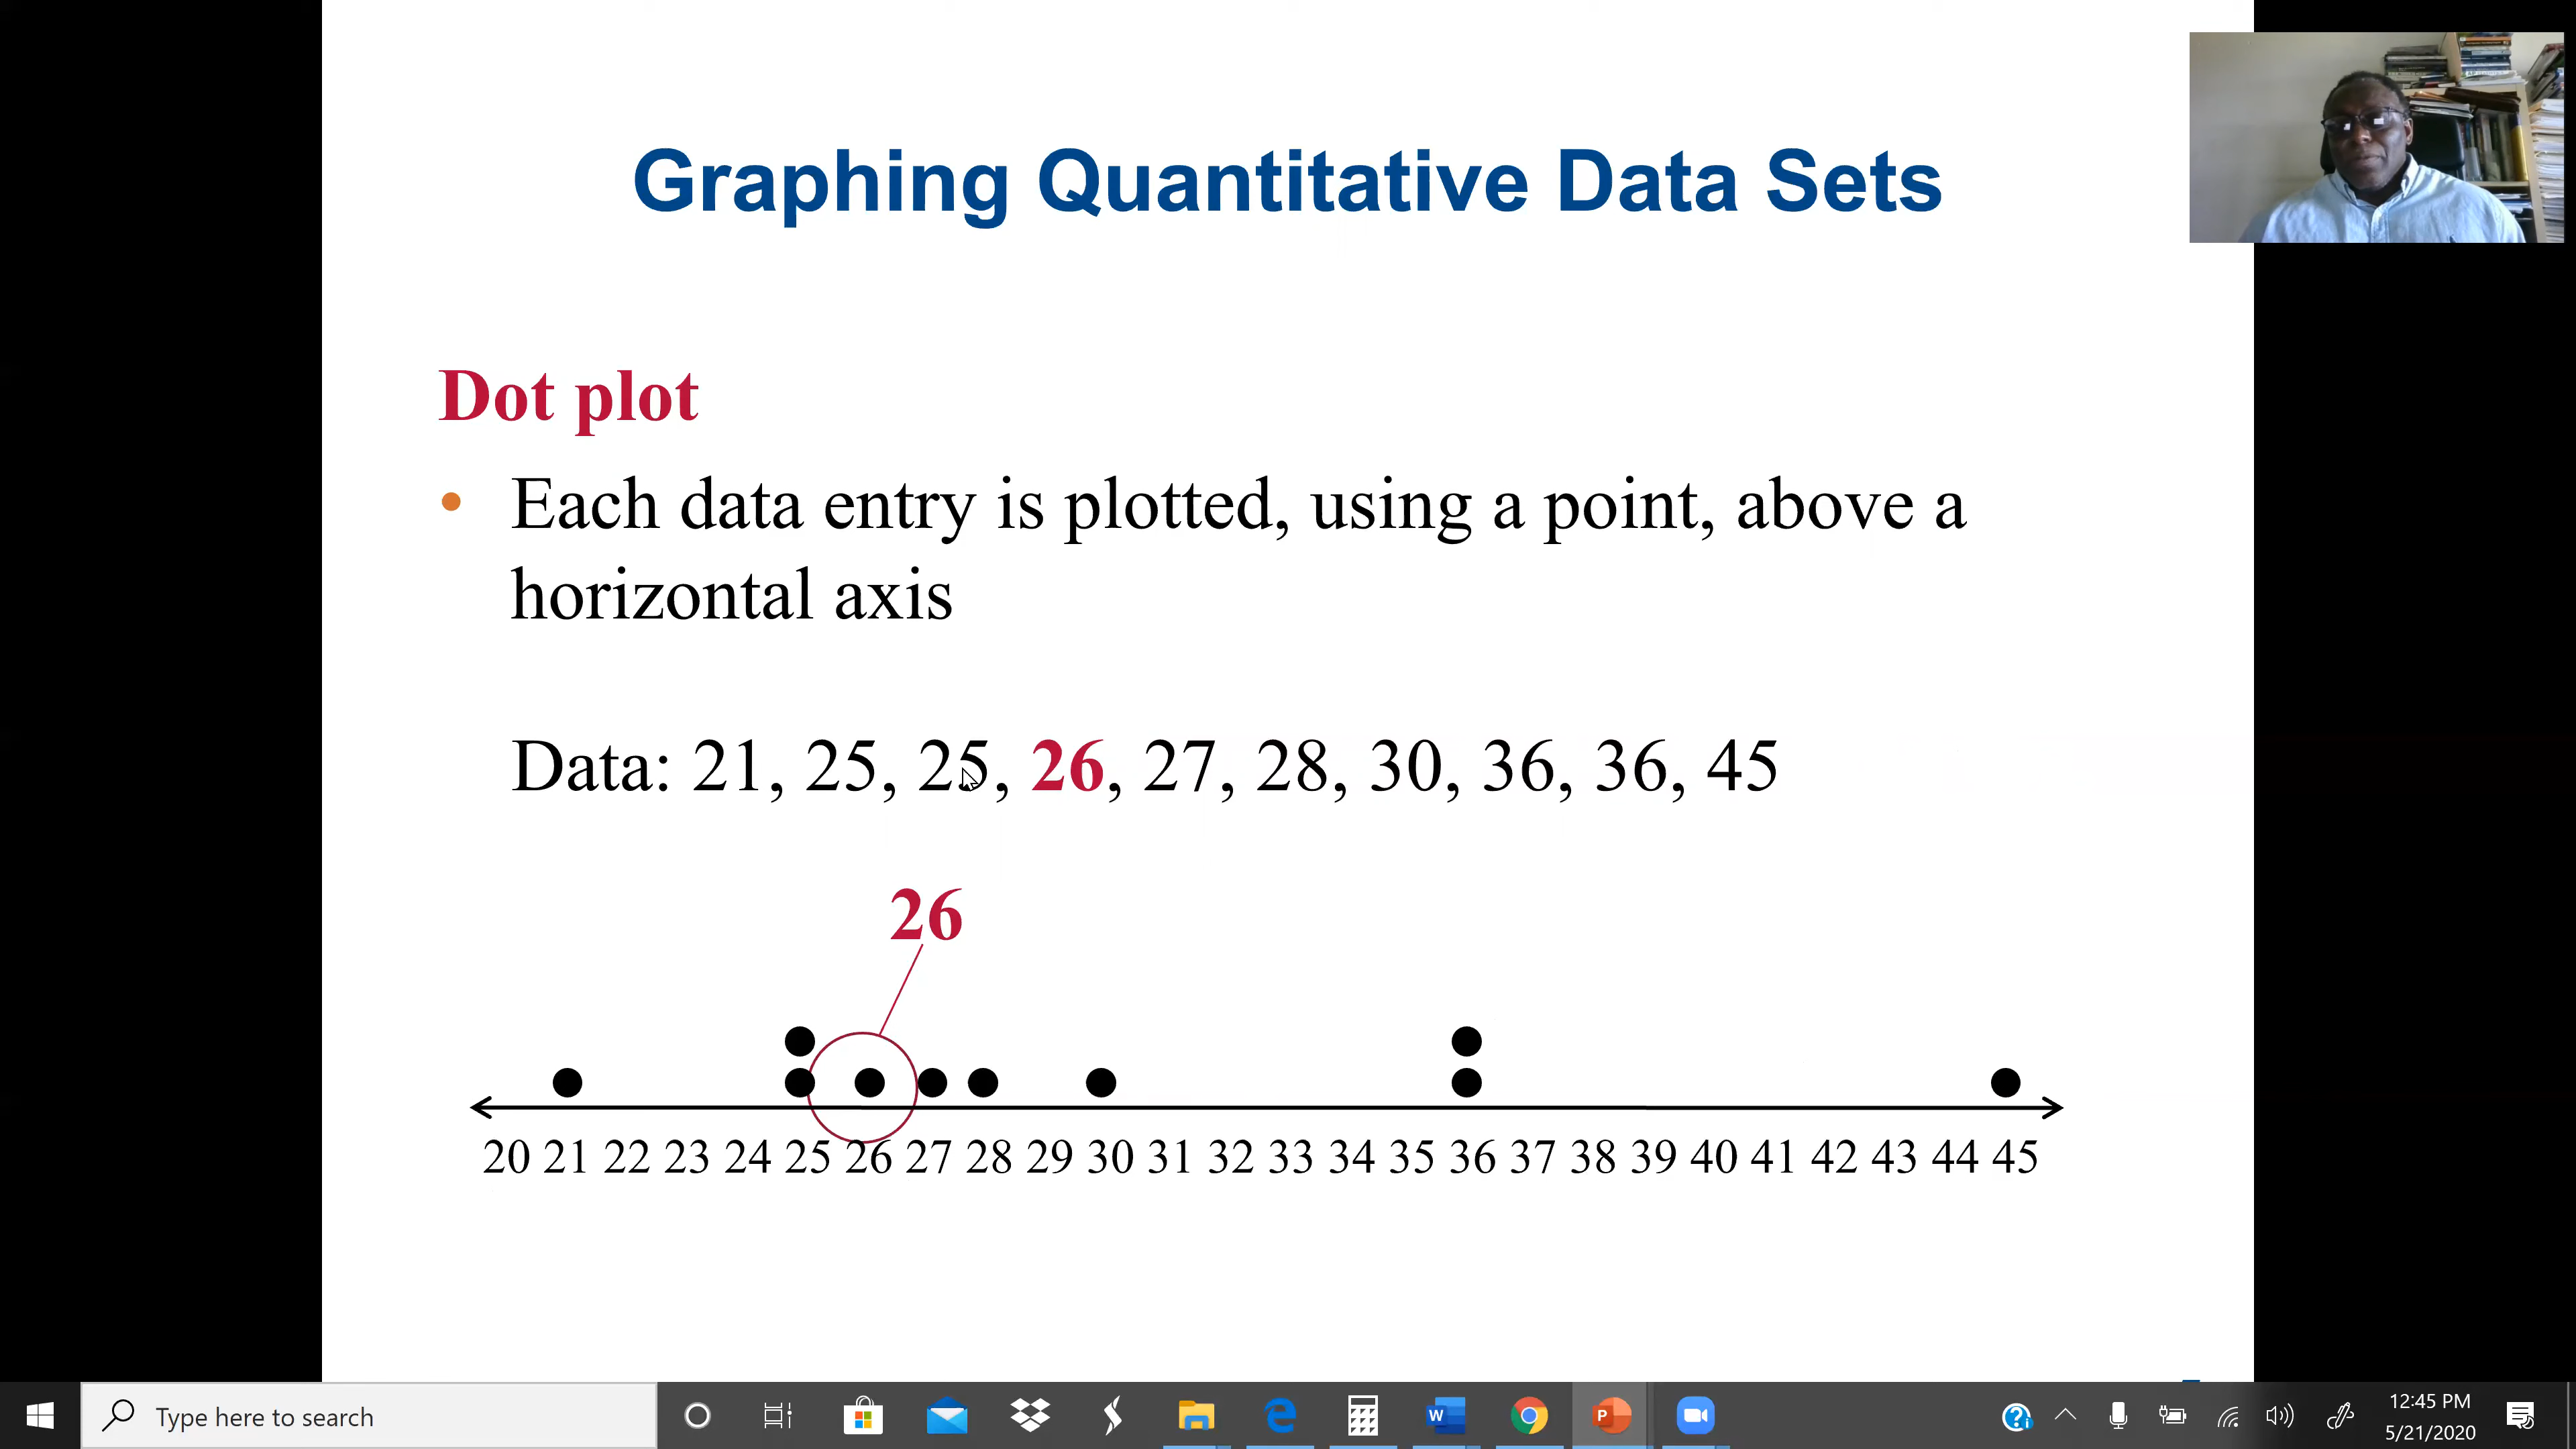 Graphing Quantitative Data Sets
Dot plot
• Each data entry is plotted, using a point, above a
horizontal axis
Data: 21, 25, 25, 26, 27, 28, 30, 36, 36, 45
26
20 21 22 23 24 25 26 27 28 29 30 31 32 33 34 35 36 37 38 39 40 41 42 43 44 45
Type here to search
W
P
12:45 PM
5/21/2020